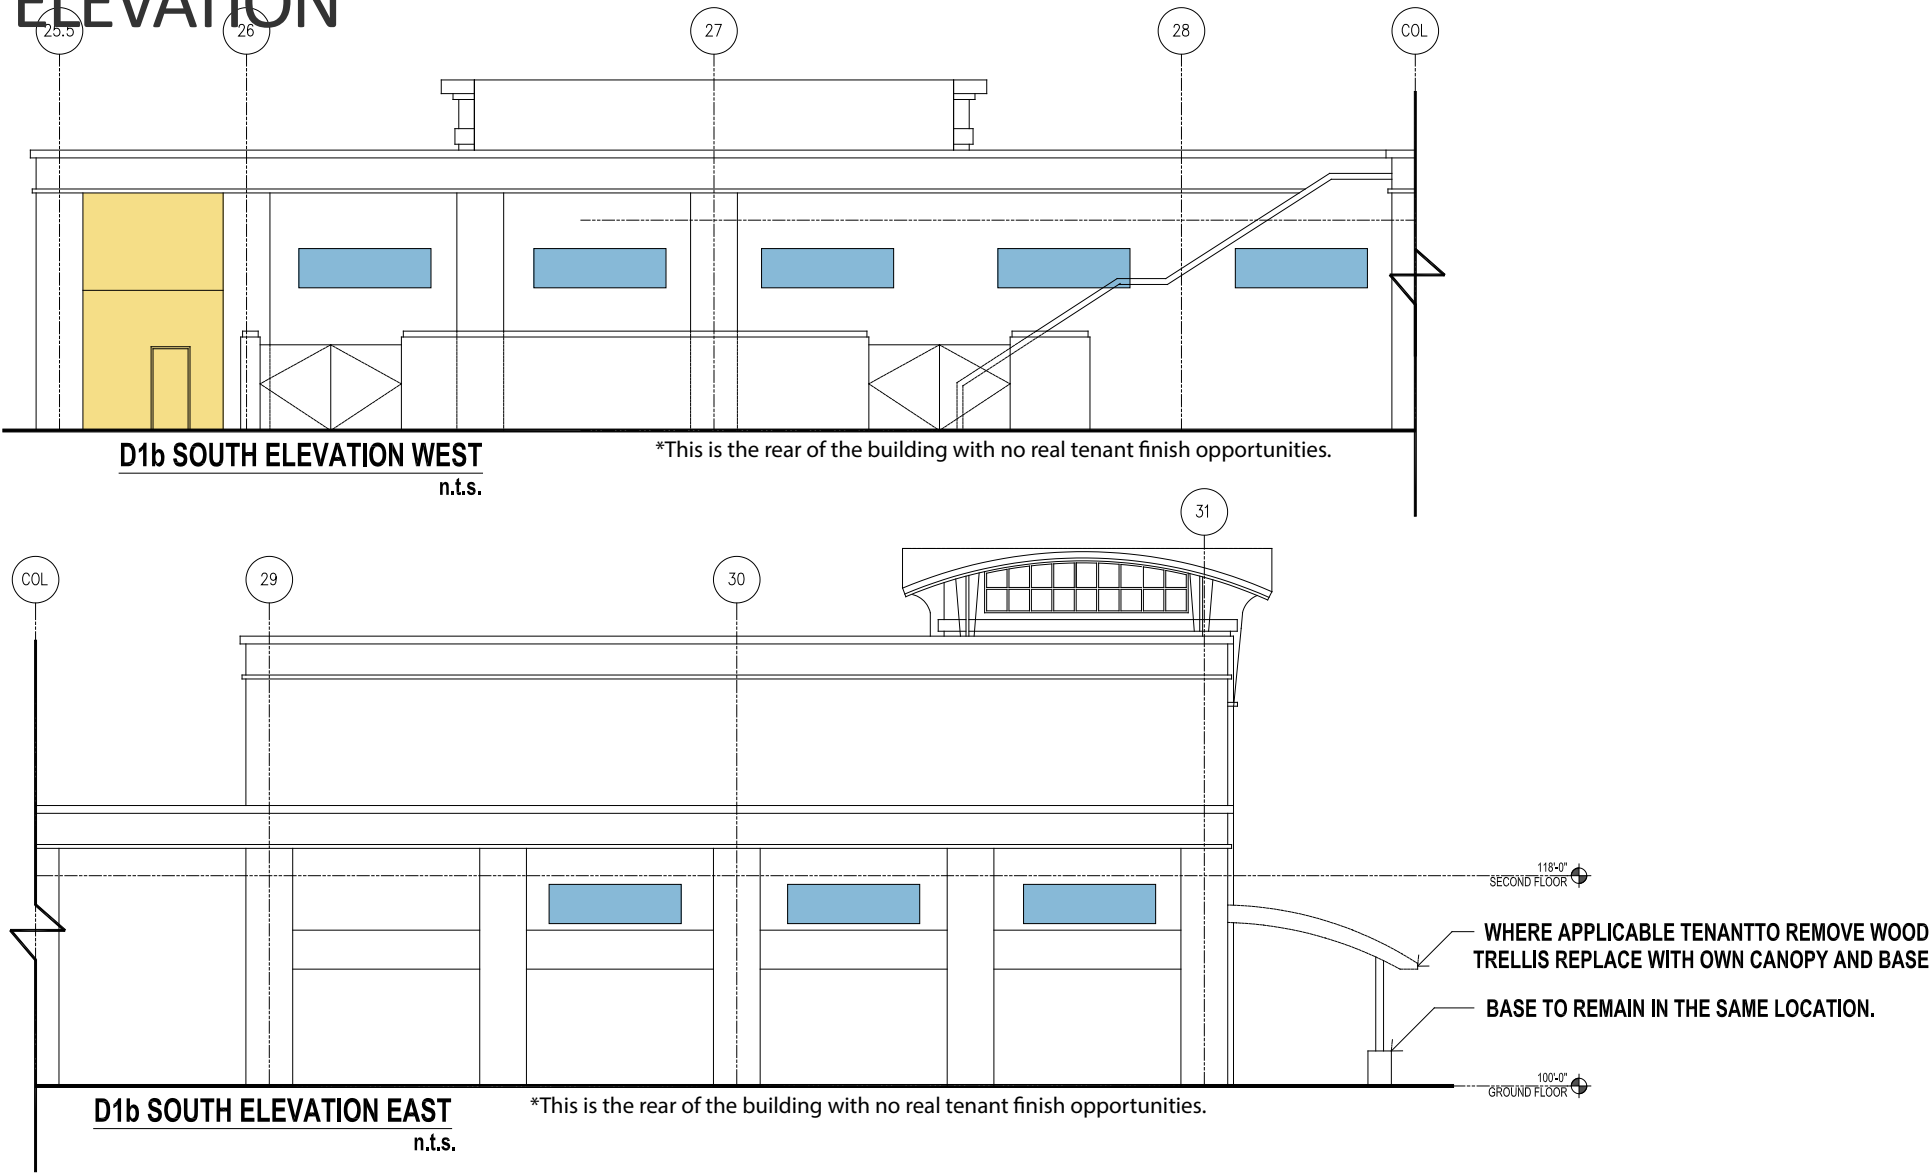 ELEVATION
25.5
26
27
28
COL
D1b SOUTH ELEVATION WEST
n.t.s.
*This is the rear of the building with no real tenant finish opportunities.
31
COL
29
30
118'-0"
SECOND FLOOR
WHERE APPLICABLE TENANTTO REMOVE WOOD
TRELLIS REPLACE WITH OWN CANOPY AND BASE
BASE TO REMAIN IN THE SAME LOCATION.
100'-0"
GROUND FLOOR
D1b SOUTH ELEVATION EAST
n.t.s.
*This is the rear of the building with no real tenant finish opportunities.